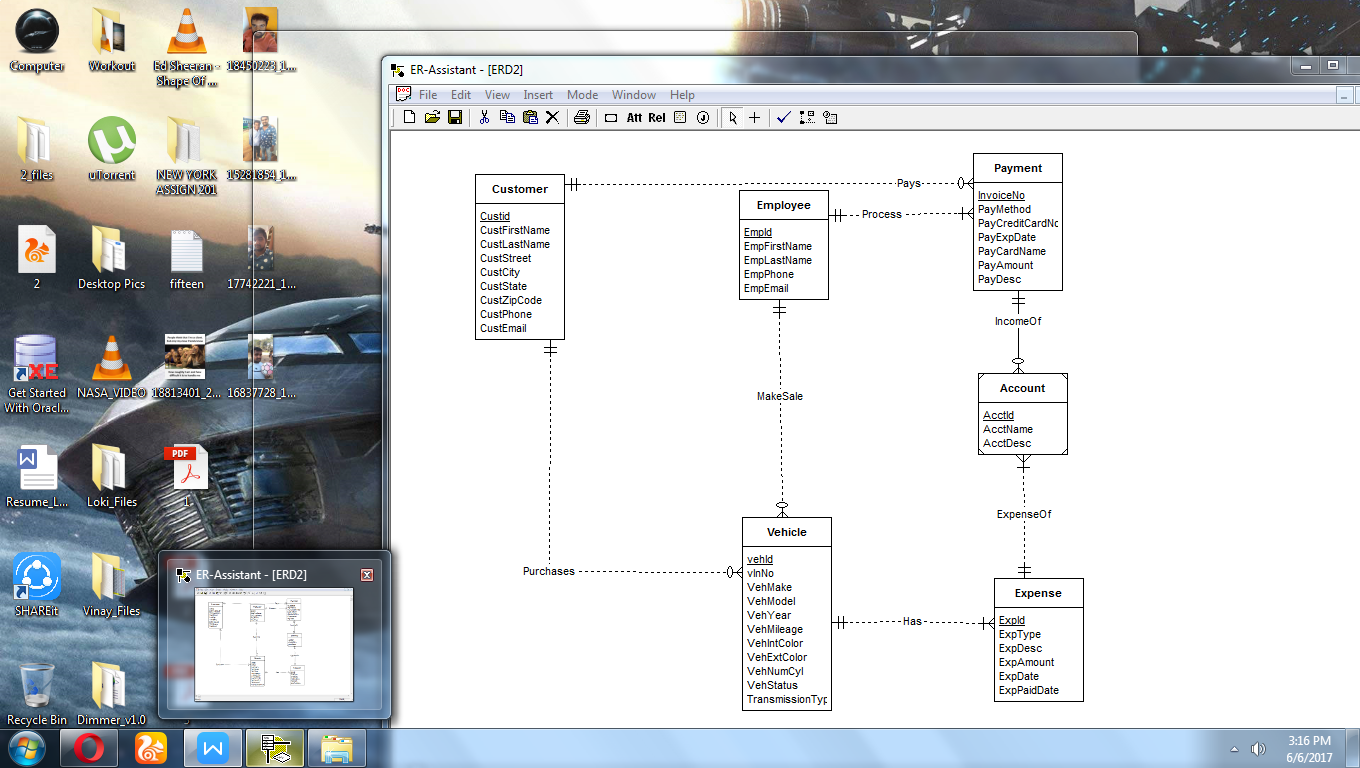 Computer
Workout
Ed Sheeran -
Shape Of ...
18450223_1...
2_files
uTorrent
NEW YORK
ASSIGN 201
15281854_1...
2
Desktop Pics
fifteen
17742221_1...
Get Started
With Oracl...
XE
NASA_VIDEO
18813401_2...
16837728_1...
Resume_L...
Loki_Files
PDF
1
SHAREit
Vinay_Files
Recycle Bin
Dimmer_v1.0
ER-Assistant - [ERD2]
ER-Assistant - [ERD2]
DOC
File Edit View Insert Mode Window Help
Att Rel
Customer
Custid
CustFirstName
CustLastName
CustStreet
CustCity
CustState
CustZipCode
CustPhone
CustEmail
Pays
Employee
EmpId
EmpFirstName
EmpLastName
EmpPhone
EmpEmail
Process
Payment
InvoiceNo
PayMethod
PayCreditCardNo
PayExpDate
PayCardName
PayAmount
PayDesc
IncomeOf
MakeSale
Account
AcctId
AcctName
AcctDesc
ExpenseOf
Purchases
Vehicle
vehId
vInNo
VehMake
VehModel
VehYear
VehMileage
VehIntColor
VehExtColor
VehNumCyl
VehStatus
TransmissionTyp
Has
Expense
ExpId
ExpType
ExpDesc
ExpAmount
ExpDate
ExpPaidDate
3:16 PM
6/6/2017